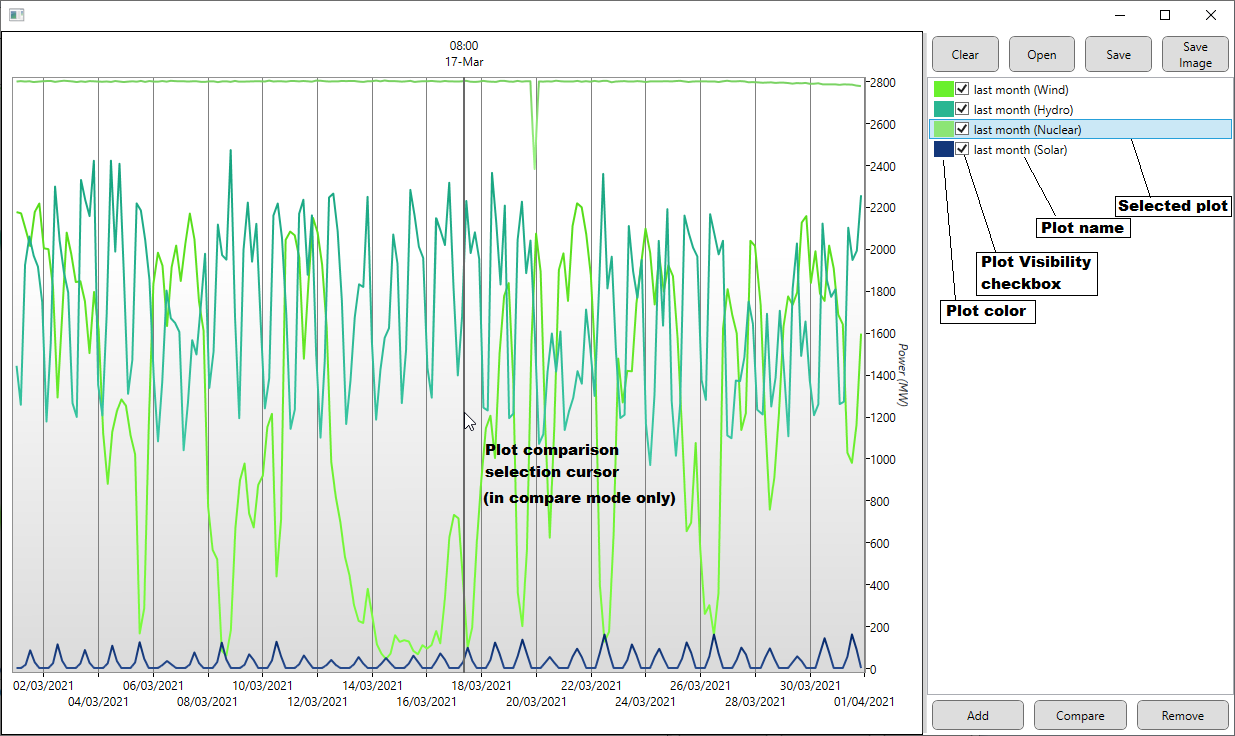 08:00
17-Mar
Clear
Open
Save
Save
Image
last month (Wind)
last month (Hydro)
last month (Nuclear)
last month (Solar)
Selected plot
Plot name
Plot Visibility
checkbox
Plot color
2800
2600
2400
2200
2000
1800
1600
1400
1200
1000
800
600
400
200
0
Power (MW)
Plot comparison
selection cursor
(in compare mode only)
02/03/2021
06/03/2021
10/03/2021
14/03/2021
18/03/2021
22/03/2021
26/03/2021
30/03/2021
04/03/2021
08/03/2021
12/03/2021
16/03/2021
20/03/2021
24/03/2021
28/03/2021
01/04/2021
Add
Compare
Remove